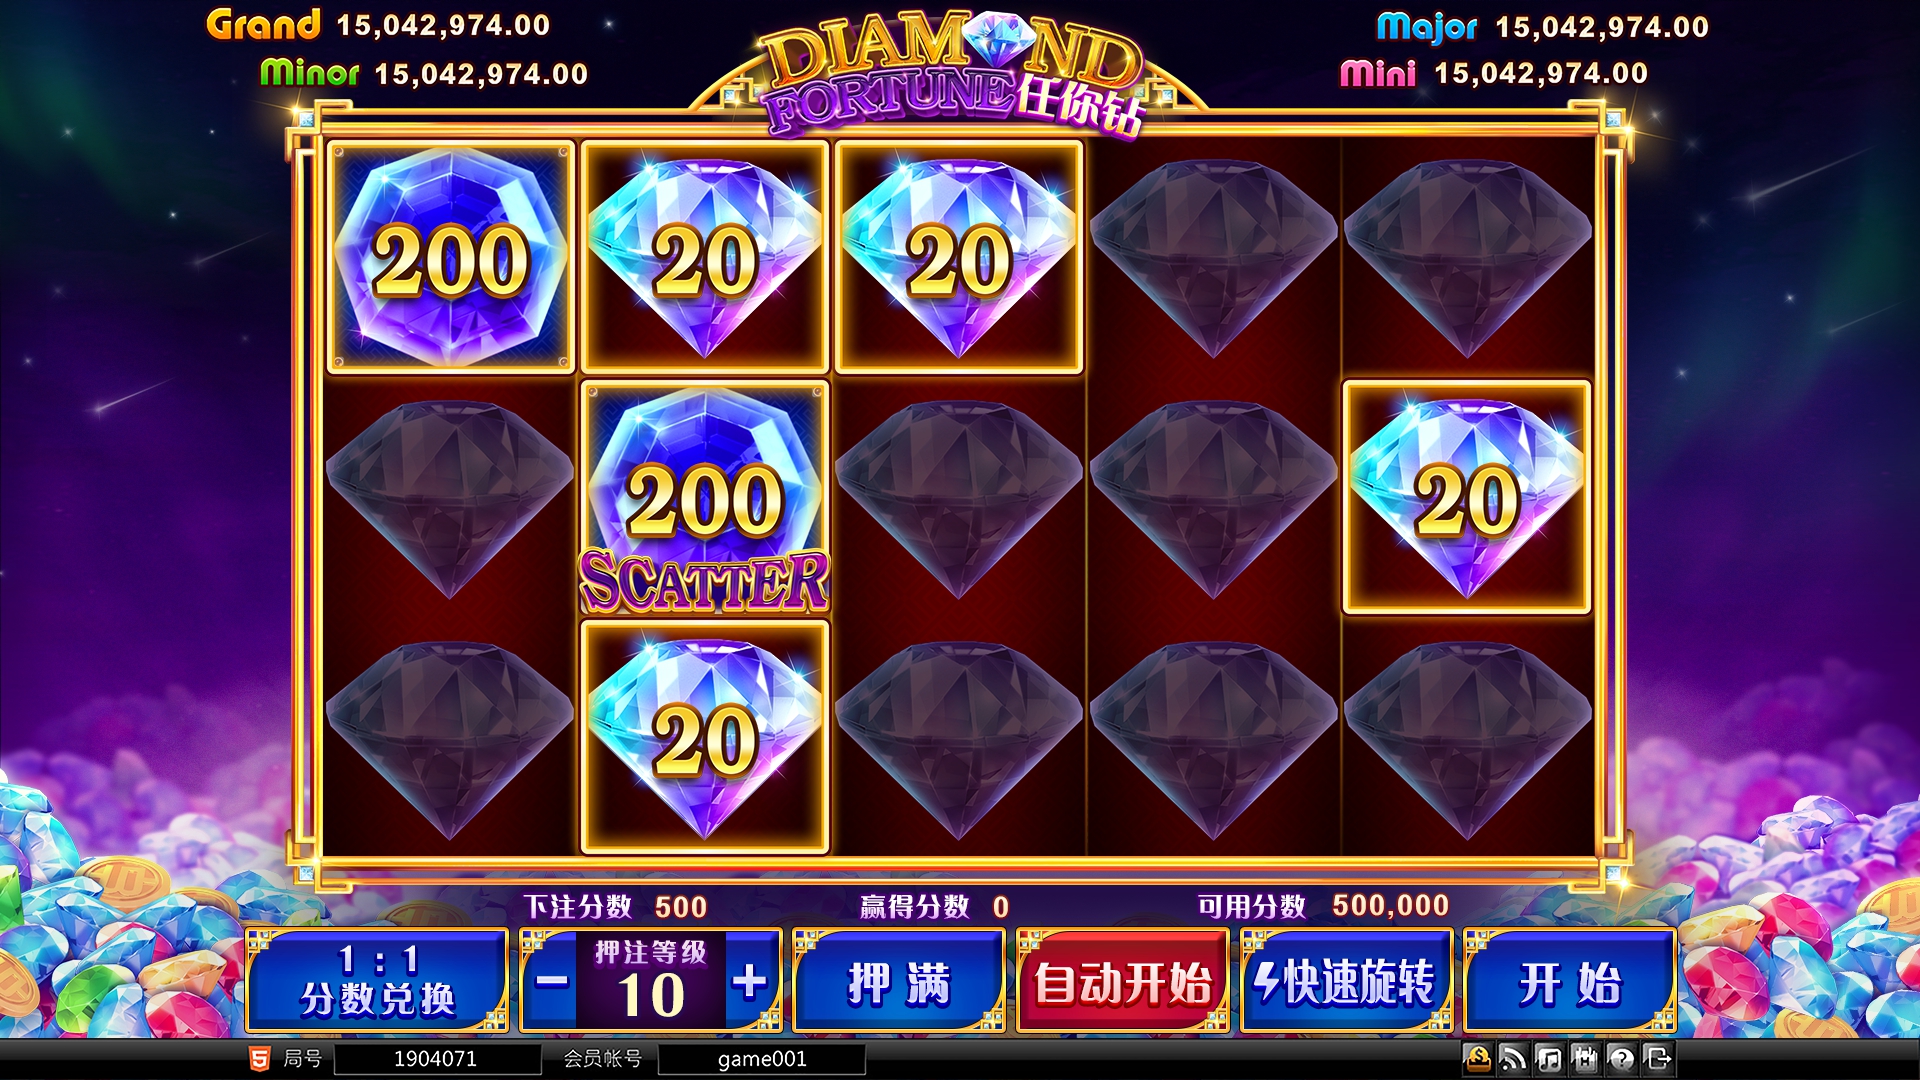 Grand 15,042,974.00
Major 15,042,974.00
Minor 15,042,974.00
Mini 15,042,974.00
DIAMOND
FORTUNE 任你钻
200 20 20
200 20
SCATTER
20
下注分数 500 赢得分数 0 可用分数 500,000
1 : 1
分数兑换
- 押注等级 +
10
押满
自动开始
快速旋转
开始
5 局号 1904071 会员帐号 game001